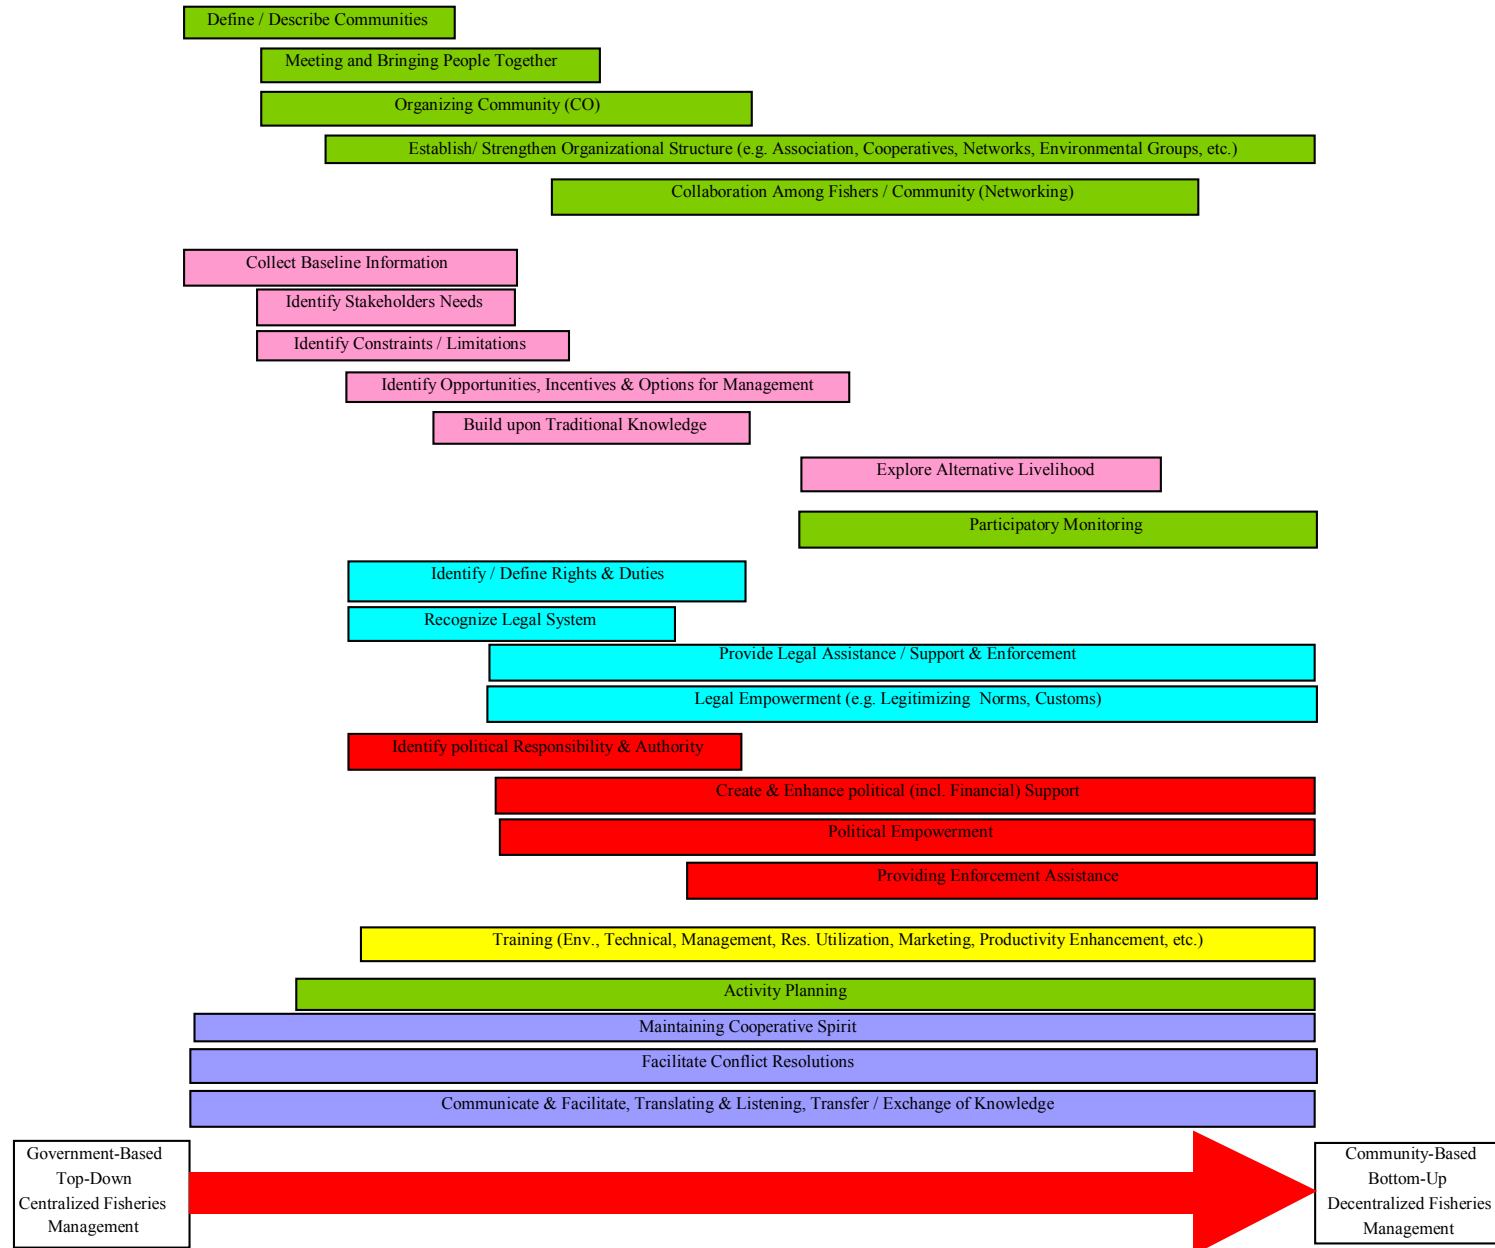 Define / Describe Communities
Meeting and Bringing People Together
Organizing Community (CO)
Establish/ Strengthen Organizational Structure (e.g. Association, Cooperatives, Networks, Environmental Groups, etc.)
Collaboration Among Fishers / Community (Networking)
Collect Baseline Information
Identify Stakeholders Needs
Identify Constraints / Limitations
Identify Opportunities, Incentives & Options for Management
Build upon Traditional Knowledge
Explore Alternative Livelihood
Participatory Monitoring
Identify / Define Rights & Duties
Recognize Legal System
Provide Legal Assistance / Support & Enforcement
Legal Empowerment (e.g. Legitimizing  Norms, Customs)
Identify political Responsibility & Authority
Create & Enhance political (incl. Financial) Support
Political Empowerment
Providing Enforcement Assistance
Training (Env., Technical, Management, Res. Utilization, Marketing, Productivity Enhancement, etc.)
Activity Planning
Maintaining Cooperative Spirit
Facilitate Conflict Resolutions
Communicate & Facilitate, Translating & Listening, Transfer / Exchange of Knowledge
Government-Based
Top-Down
Centralized Fisheries
Management
Community-Based
Bottom-Up
Decentralized Fisheries
Management